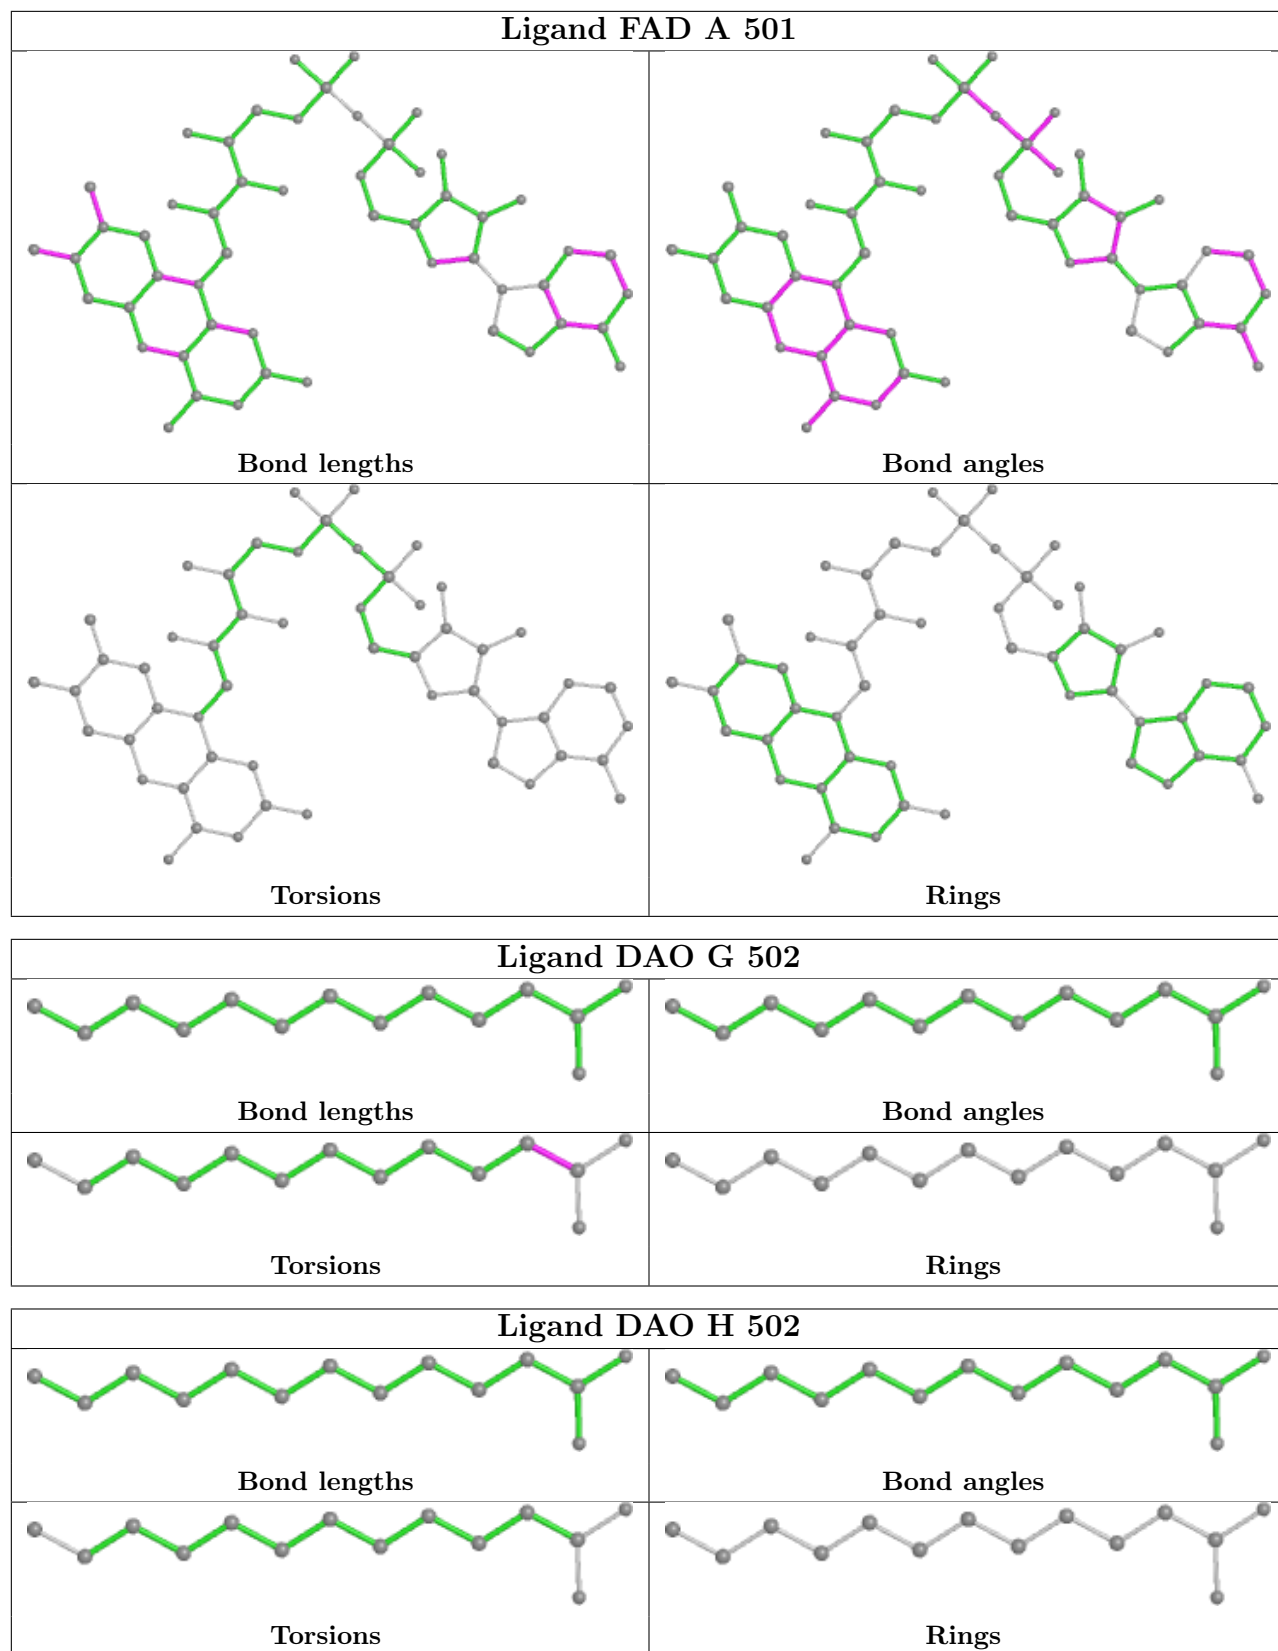 Ligand FAD A 501
Bond lengths
Bond angles
Torsions
Rings
Ligand DAO G 502
Bond lengths
Bond angles
Torsions
Rings
Ligand DAO H 502
Bond lengths
Bond angles
Torsions
Rings